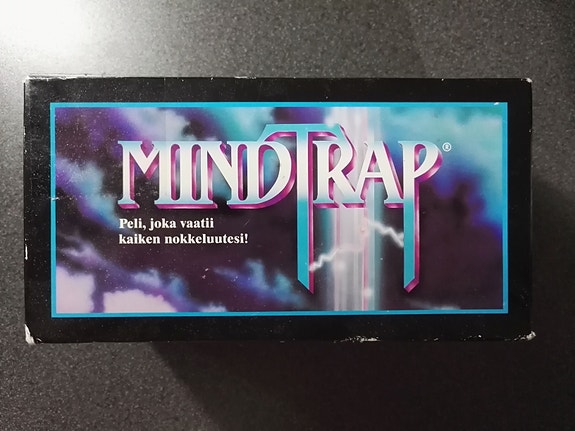 MINDTRAP®
Peli, joka vaatii
kaiken nokkeluutesi!